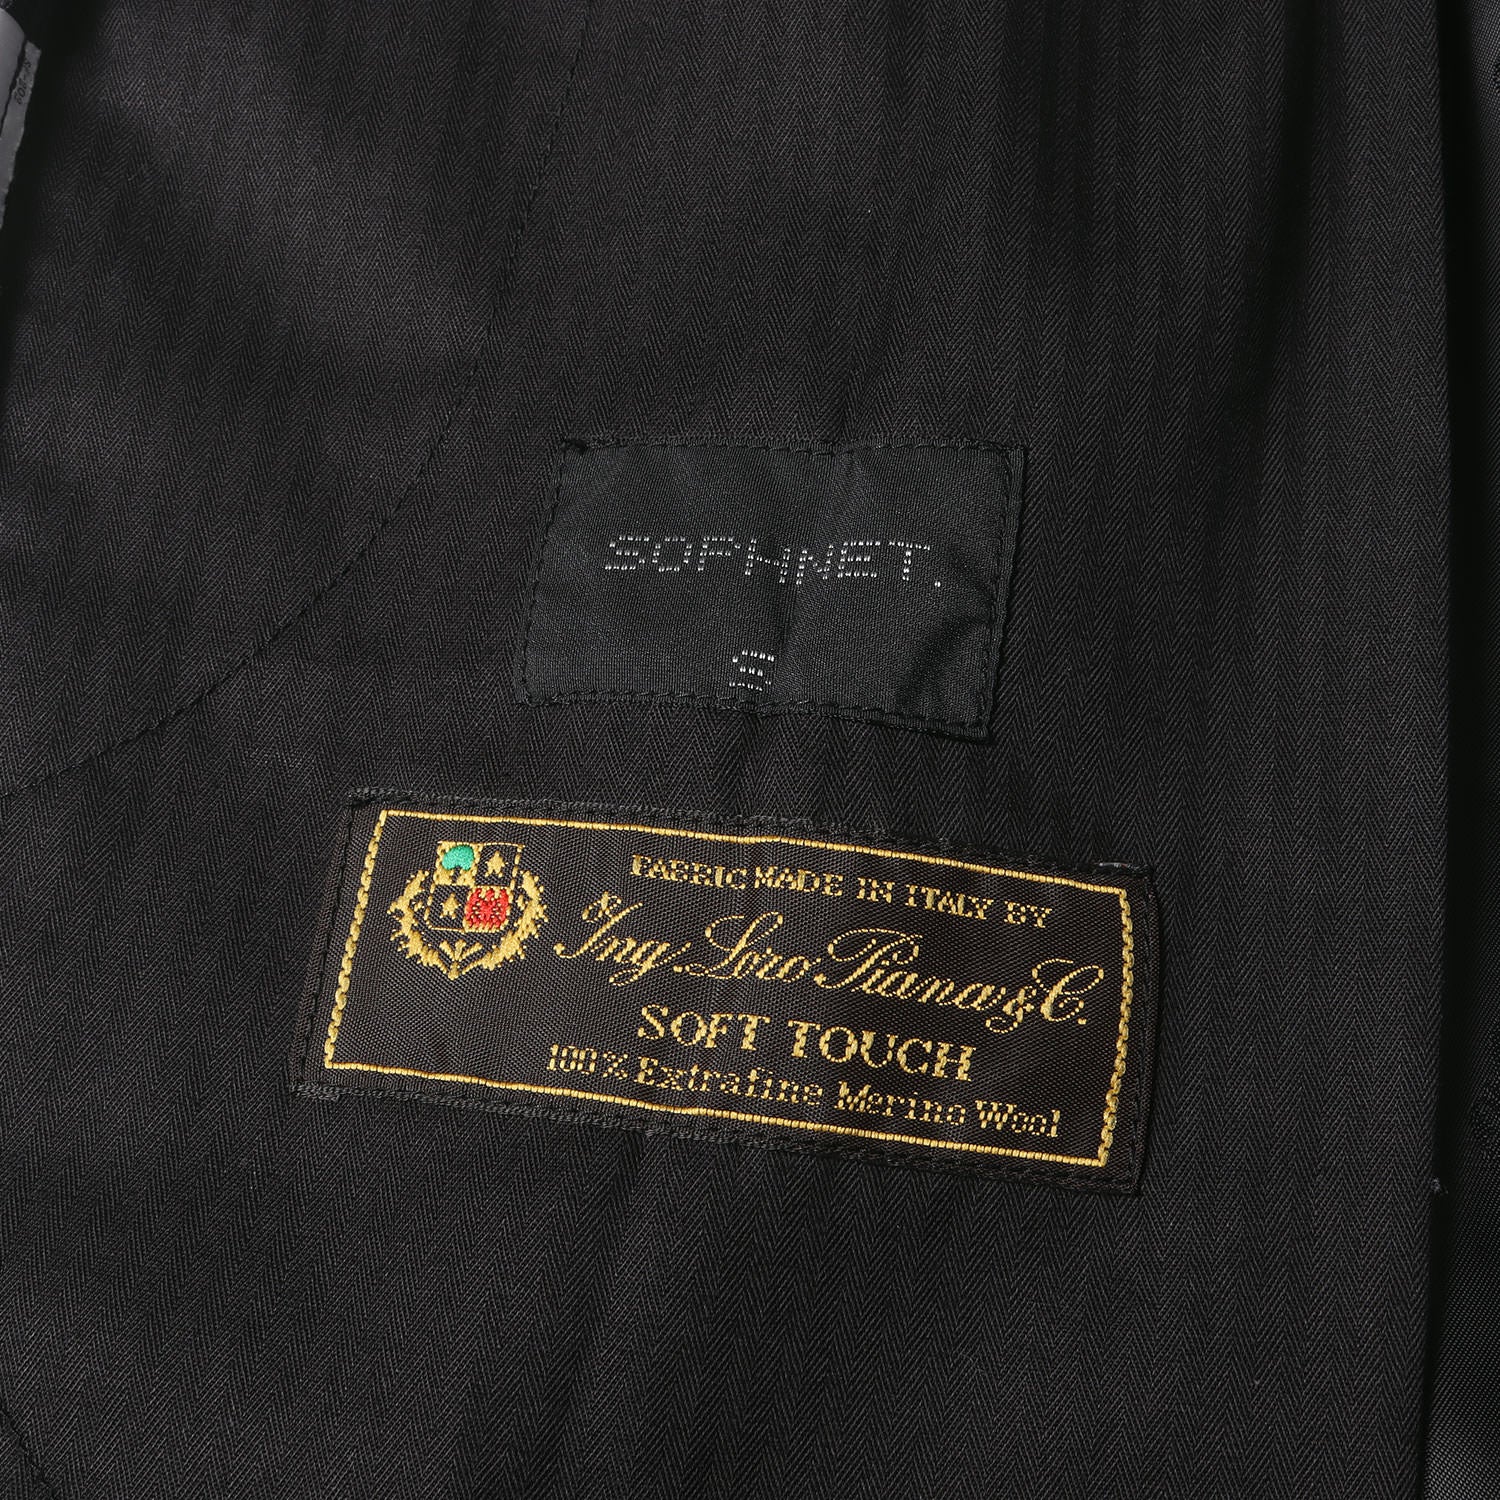 SOPHNET.
S
FABRIC MADE IN ITALY BY
Ing. Loro Piana & C.
SOFT TOUCH
100% Extrafine Merino Wool